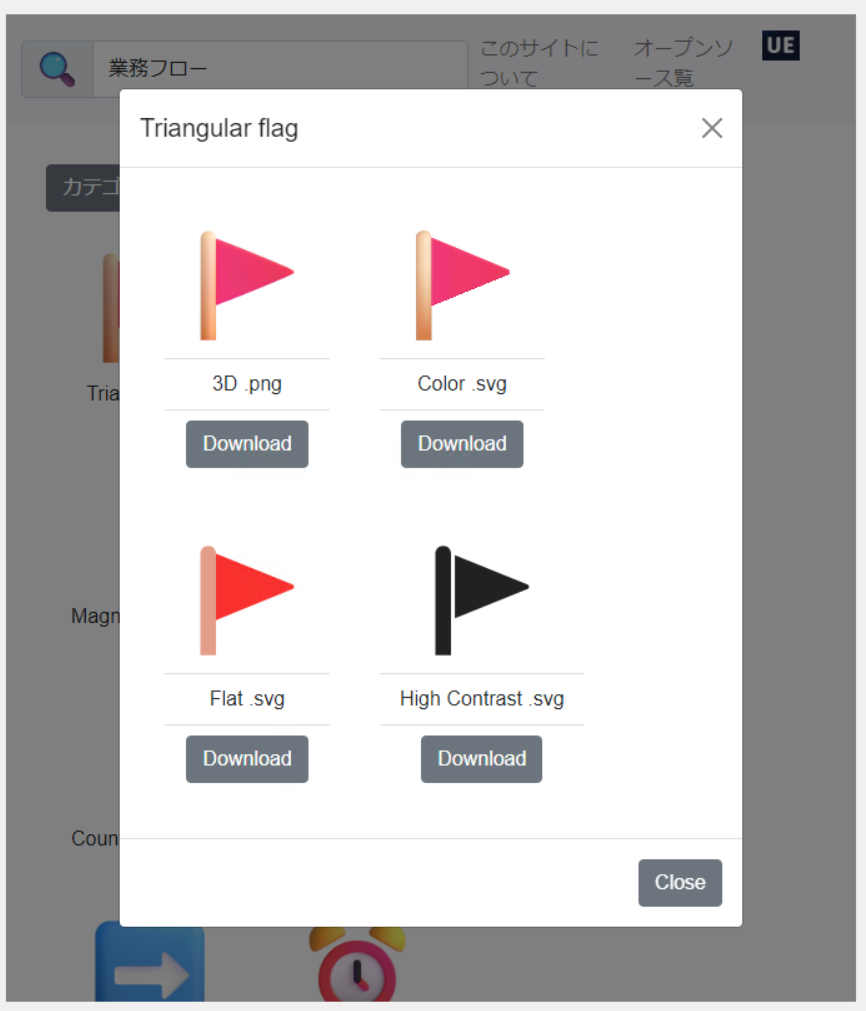 業務フロー
このサイトに
ついて
オープンソ
ース覧
UE
Triangular flag
カテゴ
Tria
3D .png
Color .svg
Download
Download
Magn
Flat .svg
High Contrast .svg
Download
Download
Coun
Close